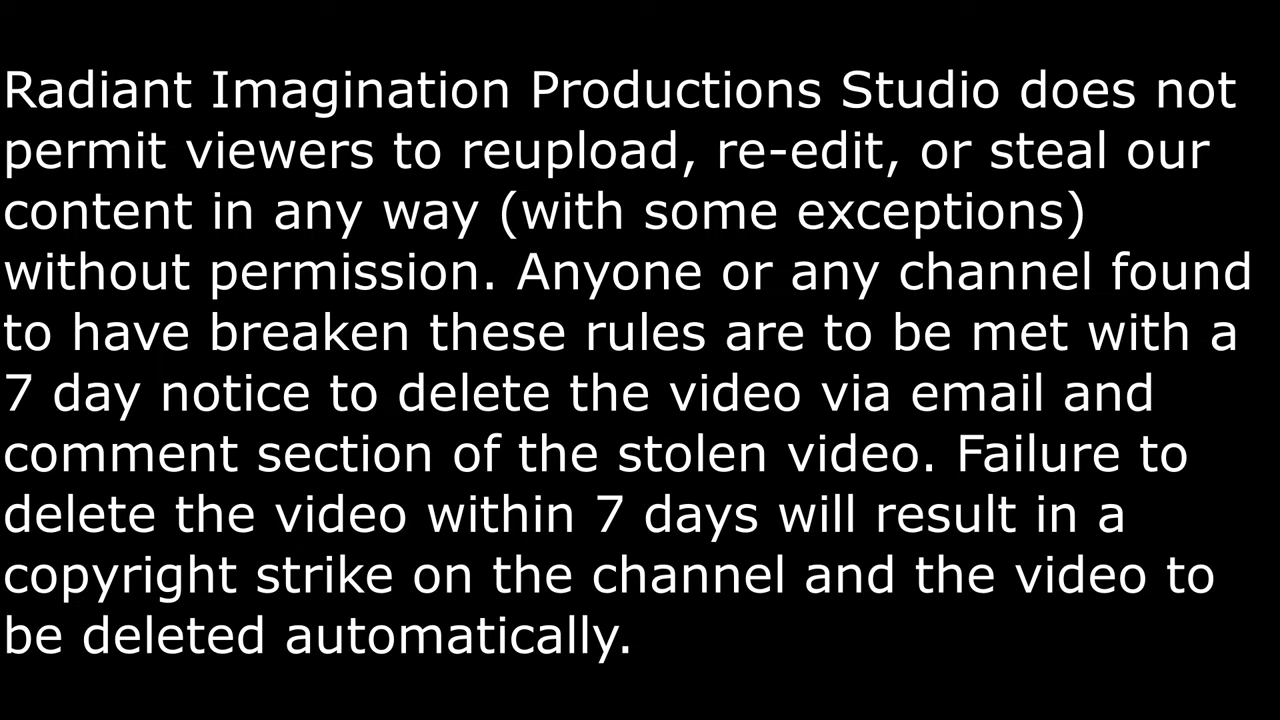 Radiant Imagination Productions Studio does not
permit viewers to reupload, re-edit, or steal our
content in any way (with some exceptions)
without permission. Anyone or any channel found
to have breaken these rules are to be met with a
7 day notice to delete the video via email and
comment section of the stolen video. Failure to
delete the video within 7 days will result in a
copyright strike on the channel and the video to
be deleted automatically.